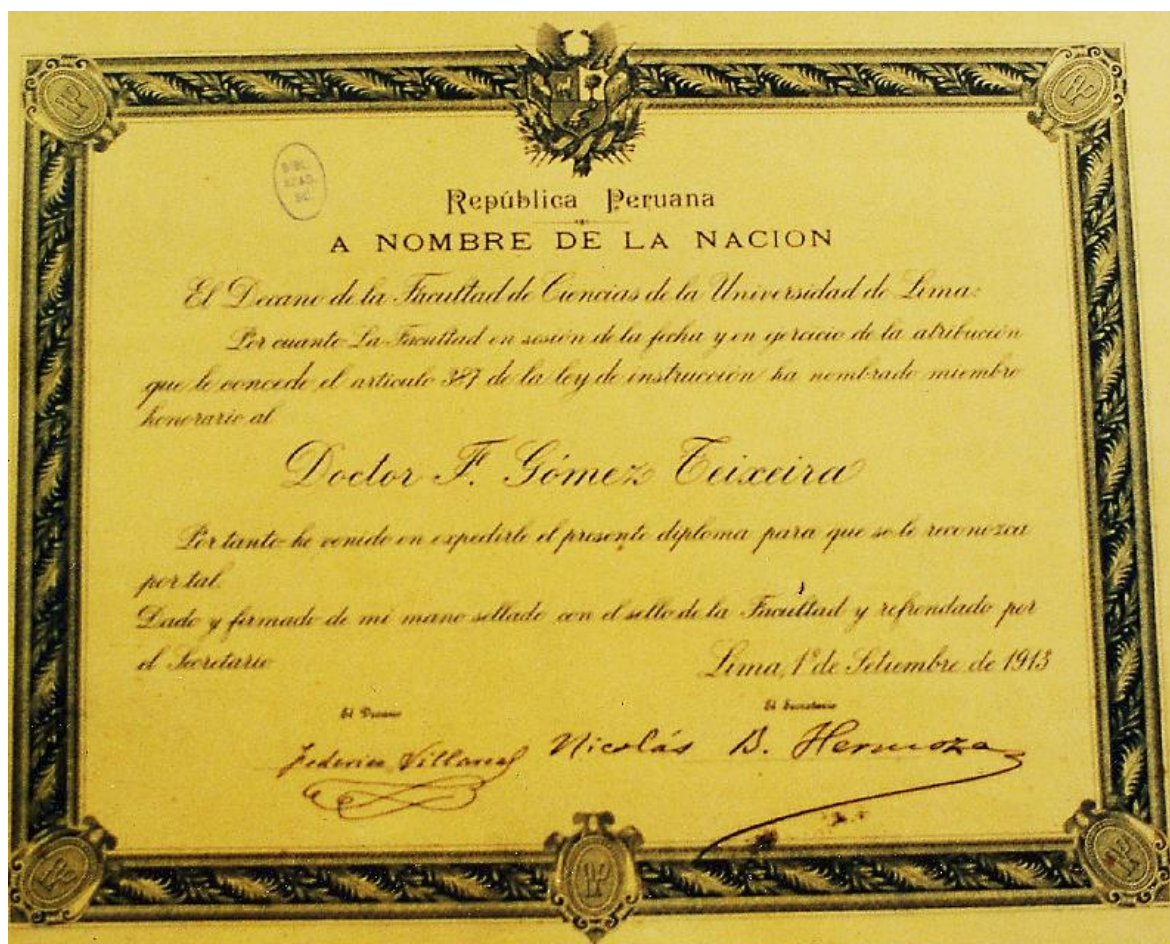 BIBL.
ACAD.
República Peruana
A NOMBRE DE LA NACION
El Decano de la Facultad de Ciencias de la Universidad de Lima:
Por cuanto La Facultad en sesión de la fecha y en ejercicio de la atribución
que le concede el artículo 387 de la ley de instrucción ha nombrado miembro
honorario al
Doctor F. Gómez Teixeira
Por tanto he venido en expedirle el presente diploma para que se le reconozca
por tal.
Dado y firmado de mi mano sellado con el sello de la Facultad y refrendado por
el Secretario
Lima, 1º de Setiembre de 1913
El Decano
El Secretario
Federico Villareal
Nicolás B. Hermoza